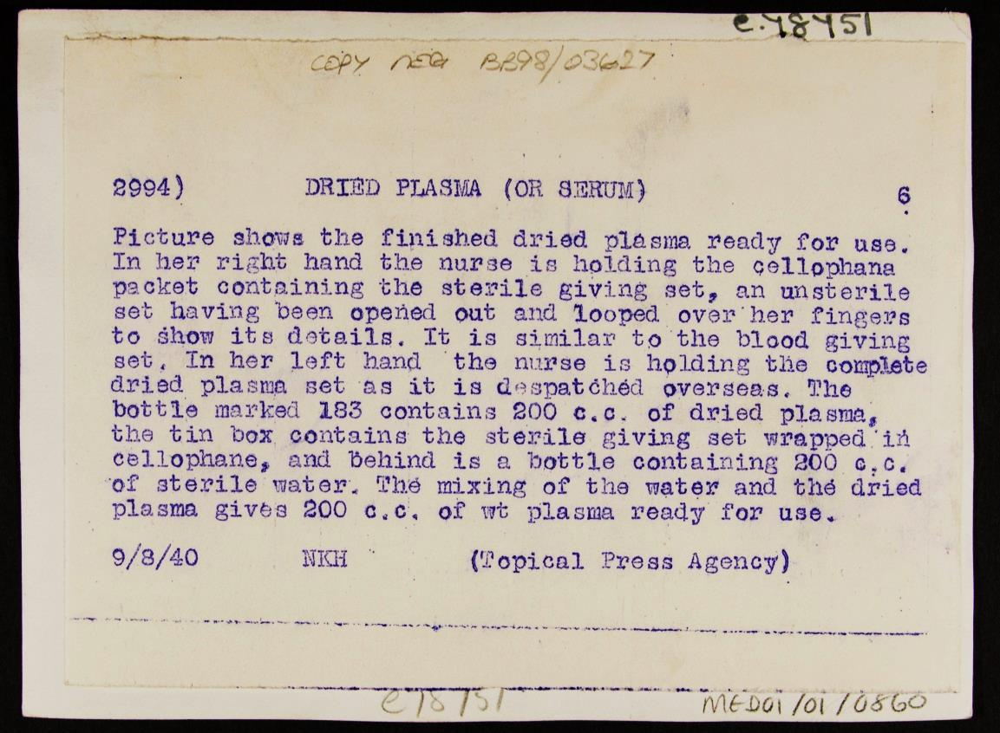 C.78451
COPY NEG BB98/03627
2994) DRIED PLASMA (OR SERUM) 6
Picture shows the finished dried plasma ready for use.
In her right hand the nurse is holding the cellophana
packet containing the sterile giving set, an unsterile
set having been opened out and looped over her fingers
to show its details. It is similar to the blood giving
set. In her left hand the nurse is holding the complete
dried plasma set as it is despatched overseas. The
bottle marked 183 contains 200 c.c. of dried plasma,
the tin box contains the sterile giving set wrapped in
cellophane, and behind is a bottle containing 200 c.c.
of sterile water. The mixing of the water and the dried
plasma gives 200 c.c. of wt plasma ready for use.
9/8/40 NKH (Topical Press Agency)
MED01/01/0860